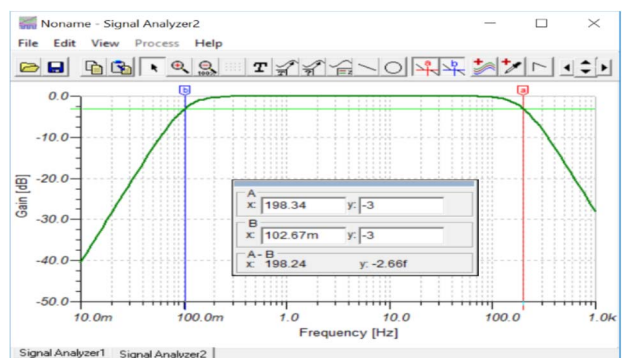 Noname - Signal Analyzer2
File Edit View Process Help
T
b
a
0.0
-10.0
-20.0
-30.0
-40.0
-50.0
Gain [dB]
A
x: 198.34 y: -3
B
x: 102.67m y: -3
A - B
x: 198.24 y: -2.66f
10.0m 100.0m 1.0 10.0 100.0 1.0k
Frequency [Hz]
Signal Analyzer1 Signal Analyzer2